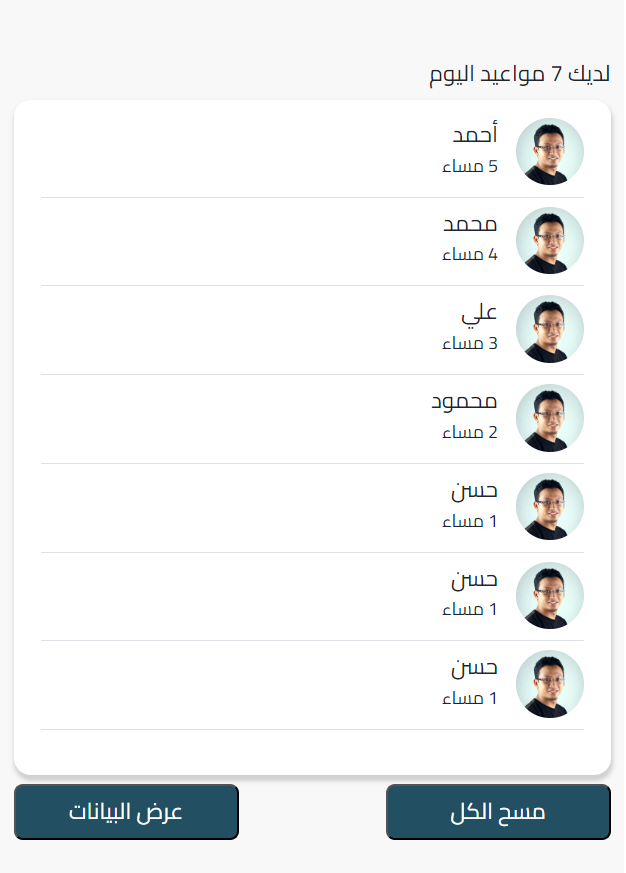 لديك 7 مواعيد اليوم
أحمد
5 مساء
محمد
4 مساء
علي
3 مساء
محمود
2 مساء
حسن
1 مساء
حسن
1 مساء
حسن
1 مساء
مسح الكل
عرض البيانات